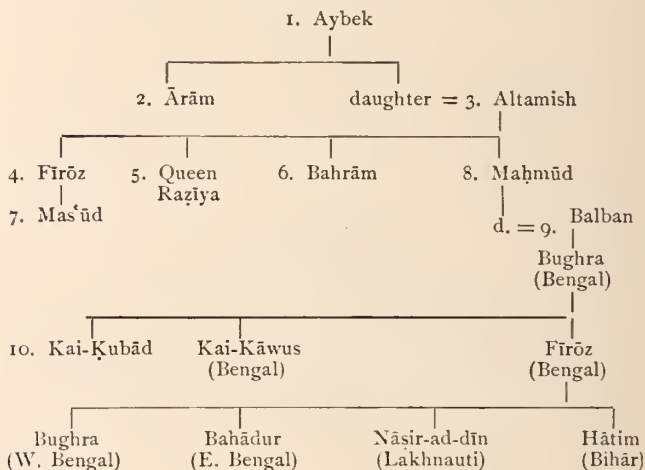 1. Aybek
2. Ārām daughter = 3. Altamish
4. Fīrōz 5. Queen Raẓīya 6. Bahrām 8. Maḥmūd
7. Mas‘ūd
d. = 9. Balban
Bughra
(Bengal)
10. Kai-Ḳubād Kai-Kāwus Fīrōz
(Bengal) (Bengal)
Bughra Bahādur Nāṣir-ad-dīn Hātim
(W. Bengal) (E. Bengal) (Lakhnauti) (Bihār)